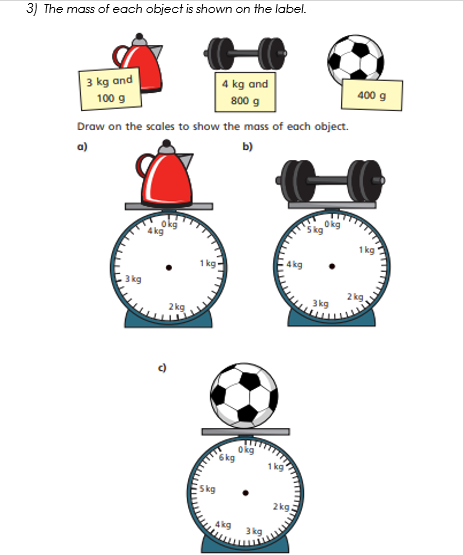 3) The mass of each object is shown on the label.
3 kg and
100 g
4 kg and
800 g
400 g
Draw on the scales to show the mass of each object.
a)
b)
0 kg
4 kg
1 kg
3 kg
2 kg
0 kg
5 kg
1 kg
4 kg
2 kg
3 kg
c)
0 kg
6 kg
1 kg
5 kg
2 kg
4 kg
3 kg